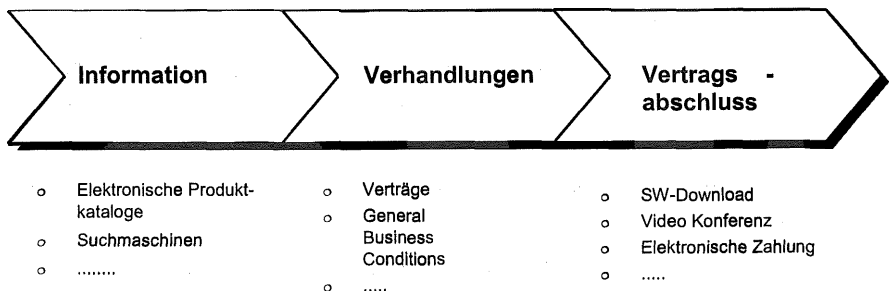 Information
Verhandlungen
Vertrags -
abschluss
o Elektronische Produkt-
kataloge
o Suchmaschinen
o ........
o Verträge
o General
Business
Conditions
o .....
o SW-Download
o Video Konferenz
o Elektronische Zahlung
o .....